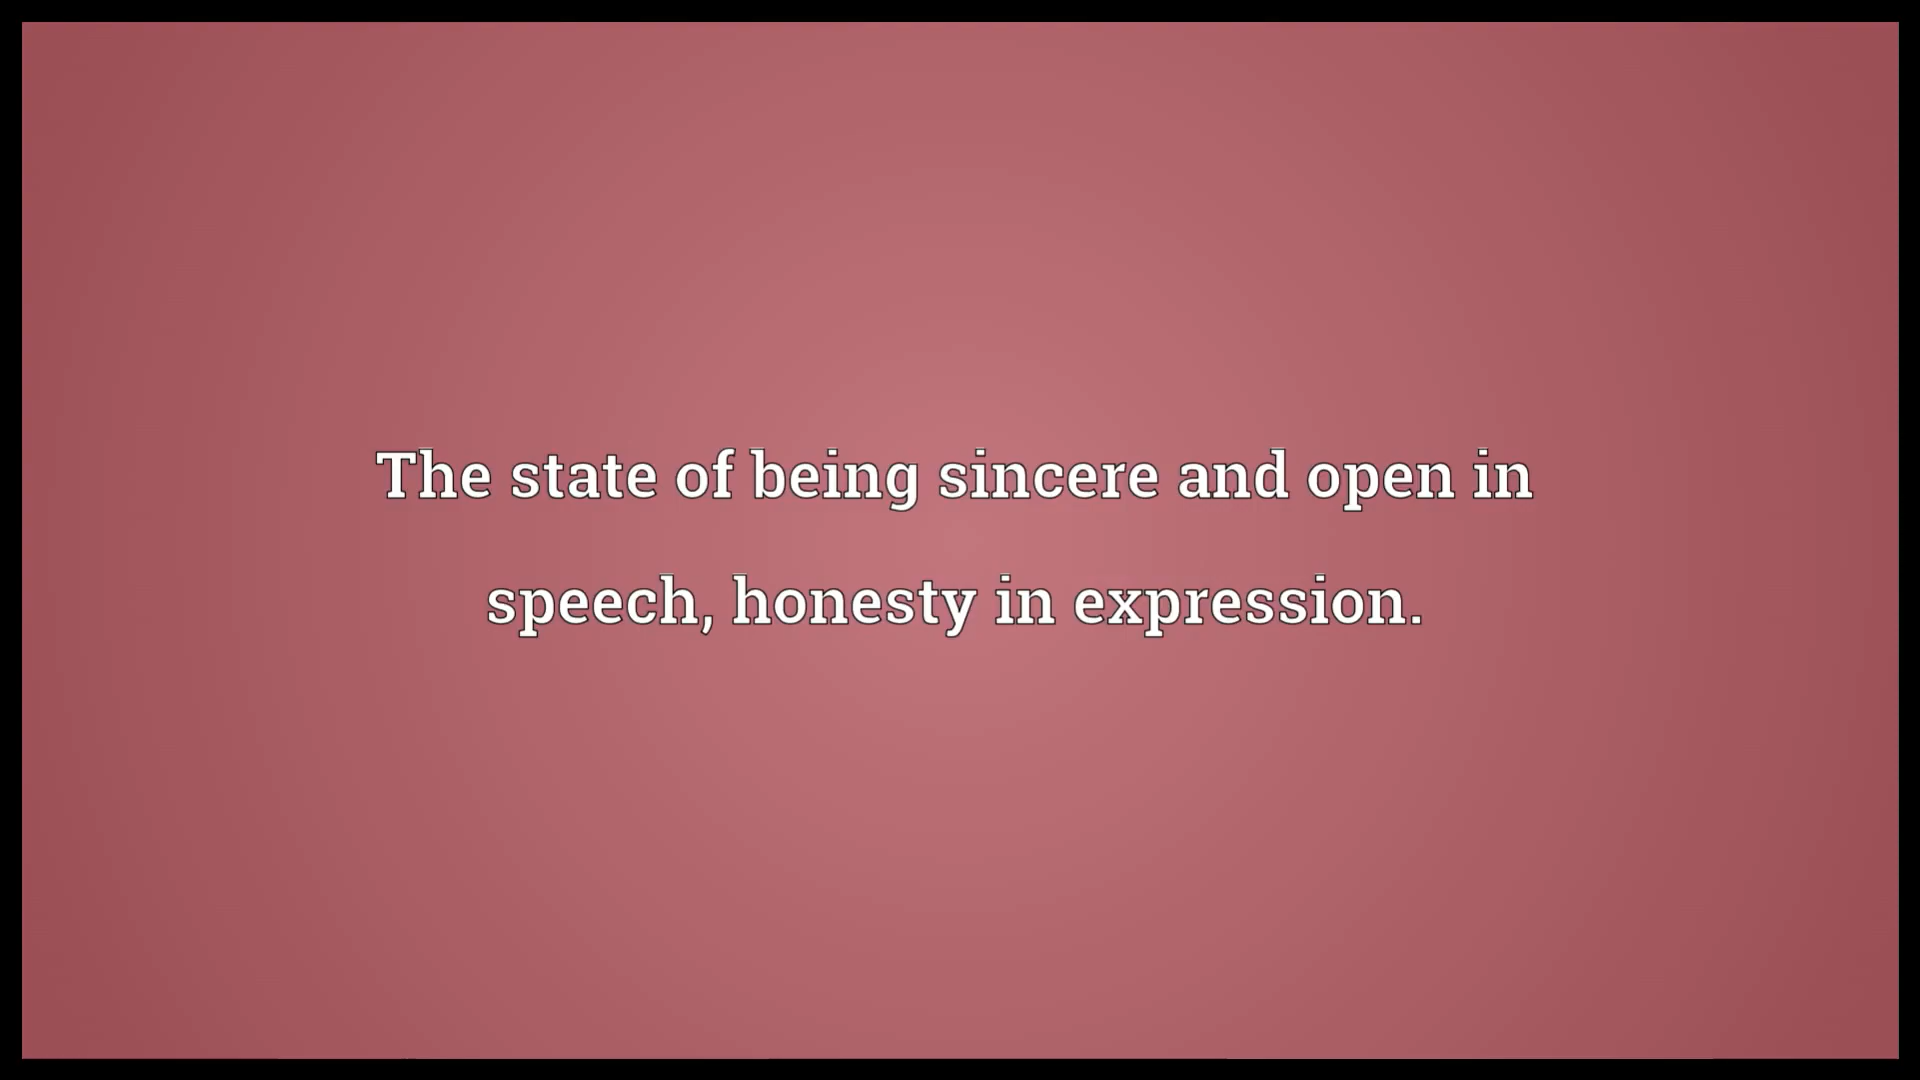 The state of being sincere and open in
speech, honesty in expression.